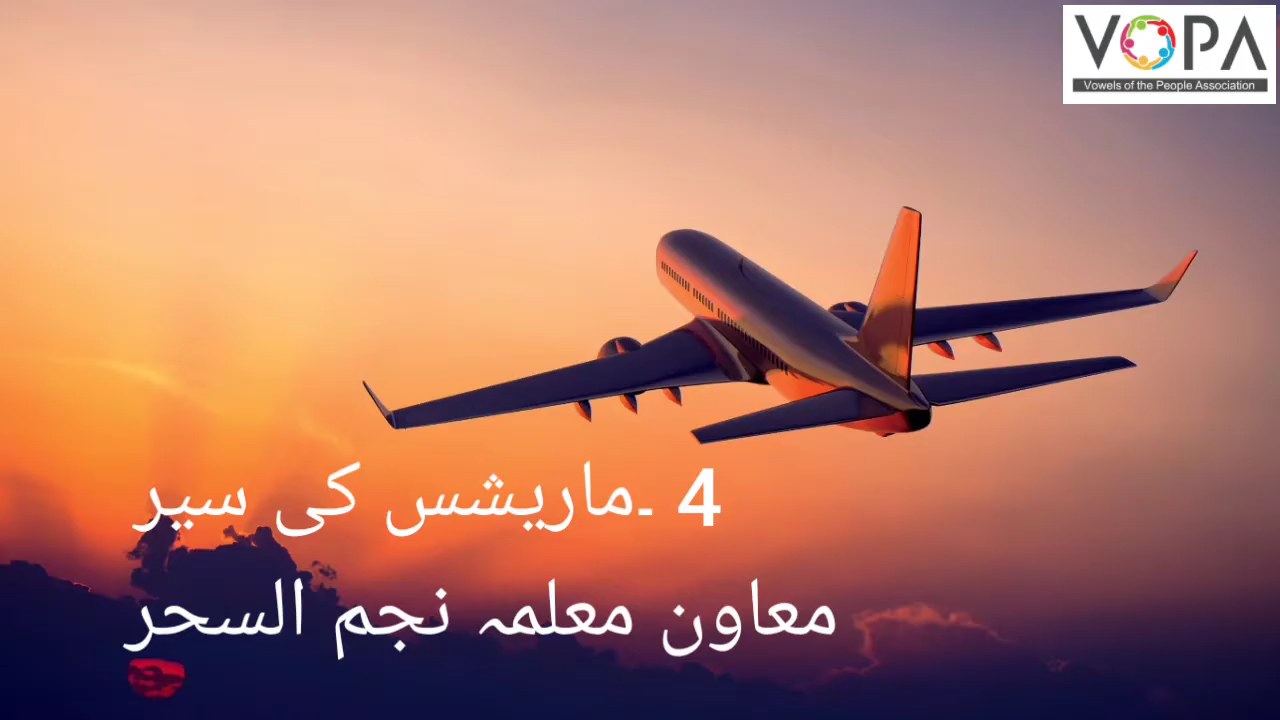 VOPA
Vowels of the People Association
4 ۔ماریشس کی سیر
معاون معلمہ نجم السحر